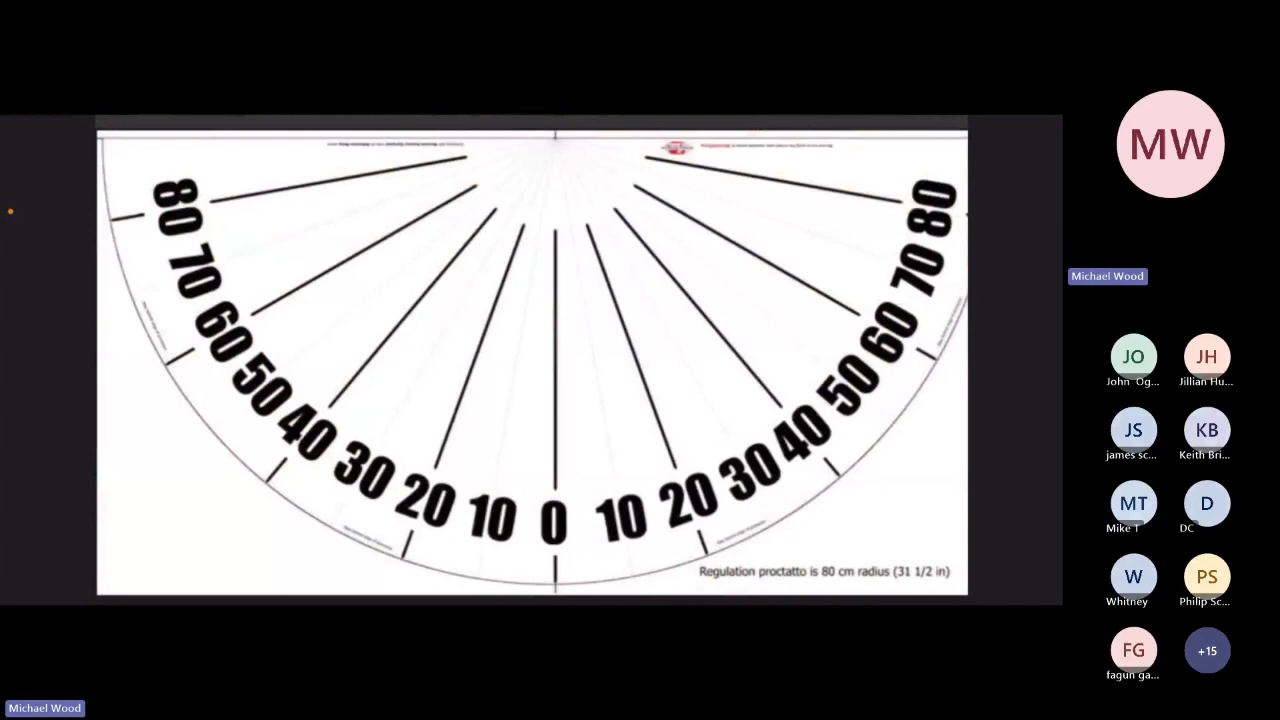 80
70
60
50
40
30
20
10
0
10
20
30
40
50
60
70
80
Regulation proctatto is 80 cm radius (31 1/2 in)
MW
Michael Wood
JO
John Og...
JH
Jillian Hu...
JS
james sc...
KB
Keith Bri...
MT
Mike T
D
DC
W
Whitney
PS
Philip Sc...
FG
fagun ga...
+15
Michael Wood